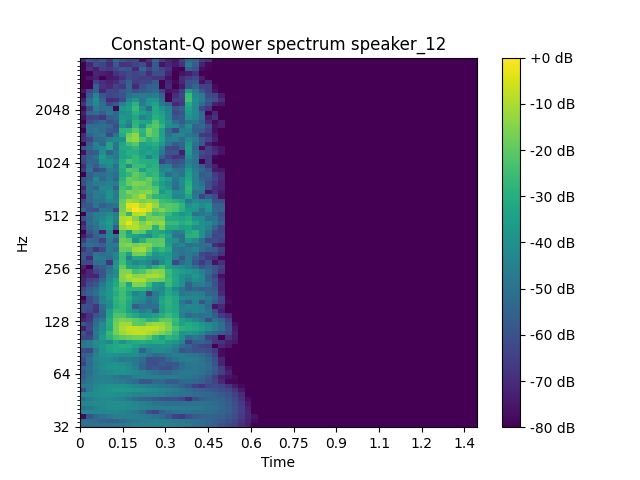 Constant-Q power spectrum speaker_12
Hz
2048
1024
512
256
128
64
32
0 0.15 0.3 0.45 0.6 0.75 0.9 1.1 1.2 1.4
Time
+0 dB
-10 dB
-20 dB
-30 dB
-40 dB
-50 dB
-60 dB
-70 dB
-80 dB